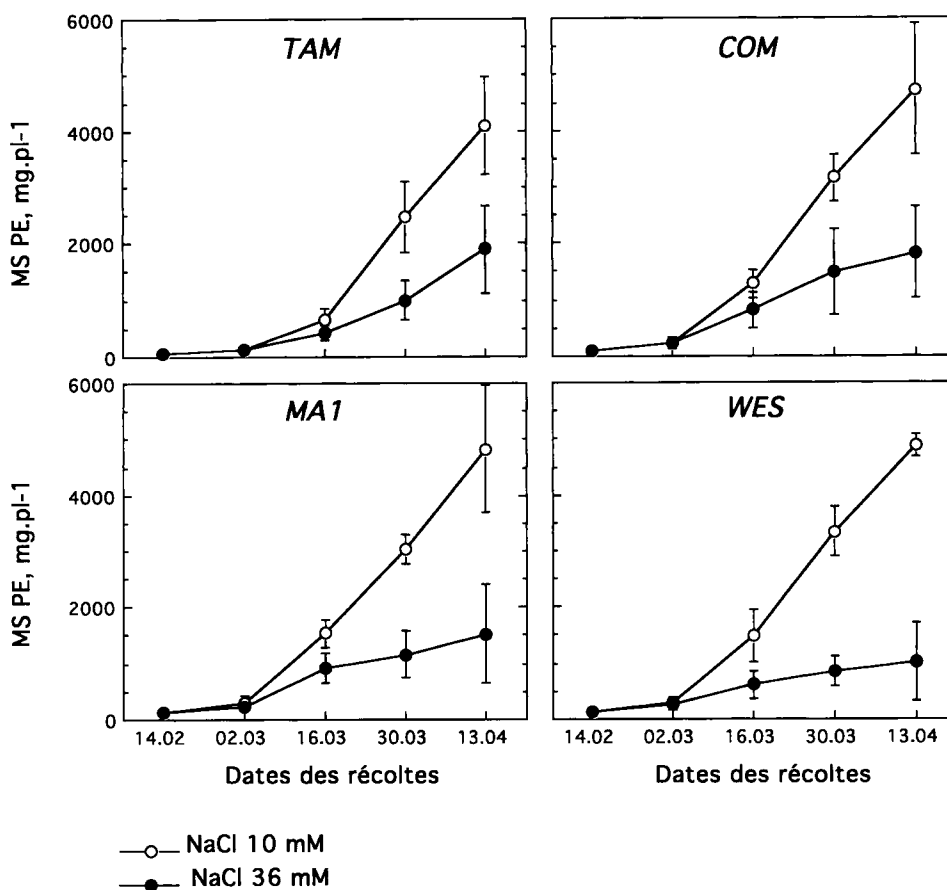 6000
TAM
COM
4000
2000
0
MS PE, mg.pl-1
6000
MA1
WES
4000
2000
0
MS PE, mg.pl-1
14.02 02.03 16.03 30.03 13.04 14.02 02.03 16.03 30.03 13.04
Dates des récoltes Dates des récoltes
NaCl 10 mM
NaCl 36 mM